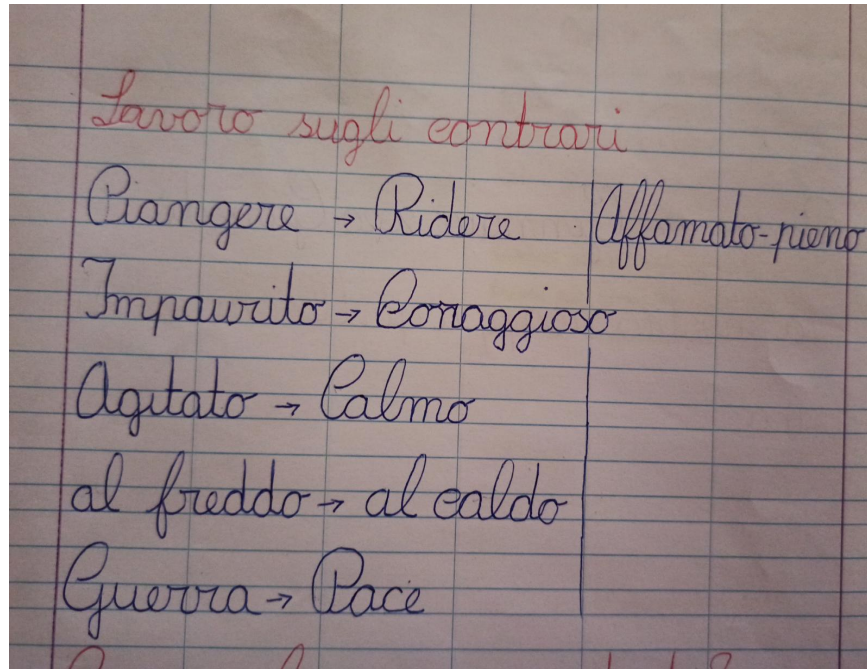 Lavoro sugli contrari
Piangere → Ridere
Impaurito → Coraggioso
Agitato → Calmo
al freddo → al caldo
Guerra → Pace
Affamato - pieno